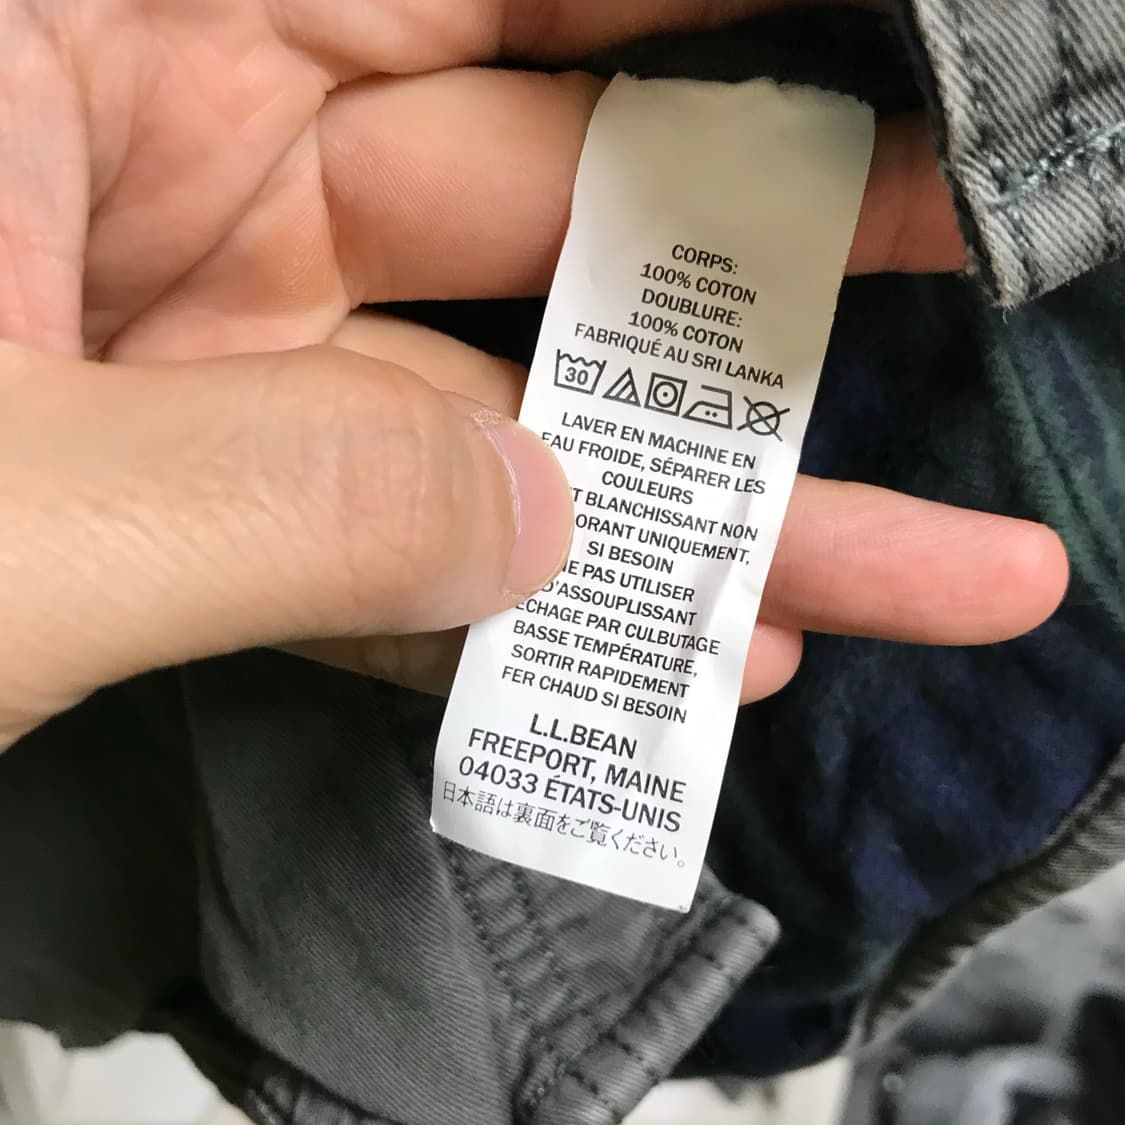 CORPS:
100% COTON
DOUBLURE:
100% COTON
FABRIQUÉ AU SRI LANKA
30
LAVER EN MACHINE EN
EAU FROIDE, SÉPARER LES
COULEURS
BLANCHISSANT NON
UNIQUEMENT,
SI BESOIN
PAS UTILISER
D'ASSOUPLISSANT
PAR CULBUTAGE
BASSE TEMPÉRATURE,
SORTIR RAPIDEMENT
FER CHAUD SI BESOIN
L.L.BEAN
FREEPORT, MAINE
04033 ÉTATS-UNIS
日本語は裏面をご覧ください。